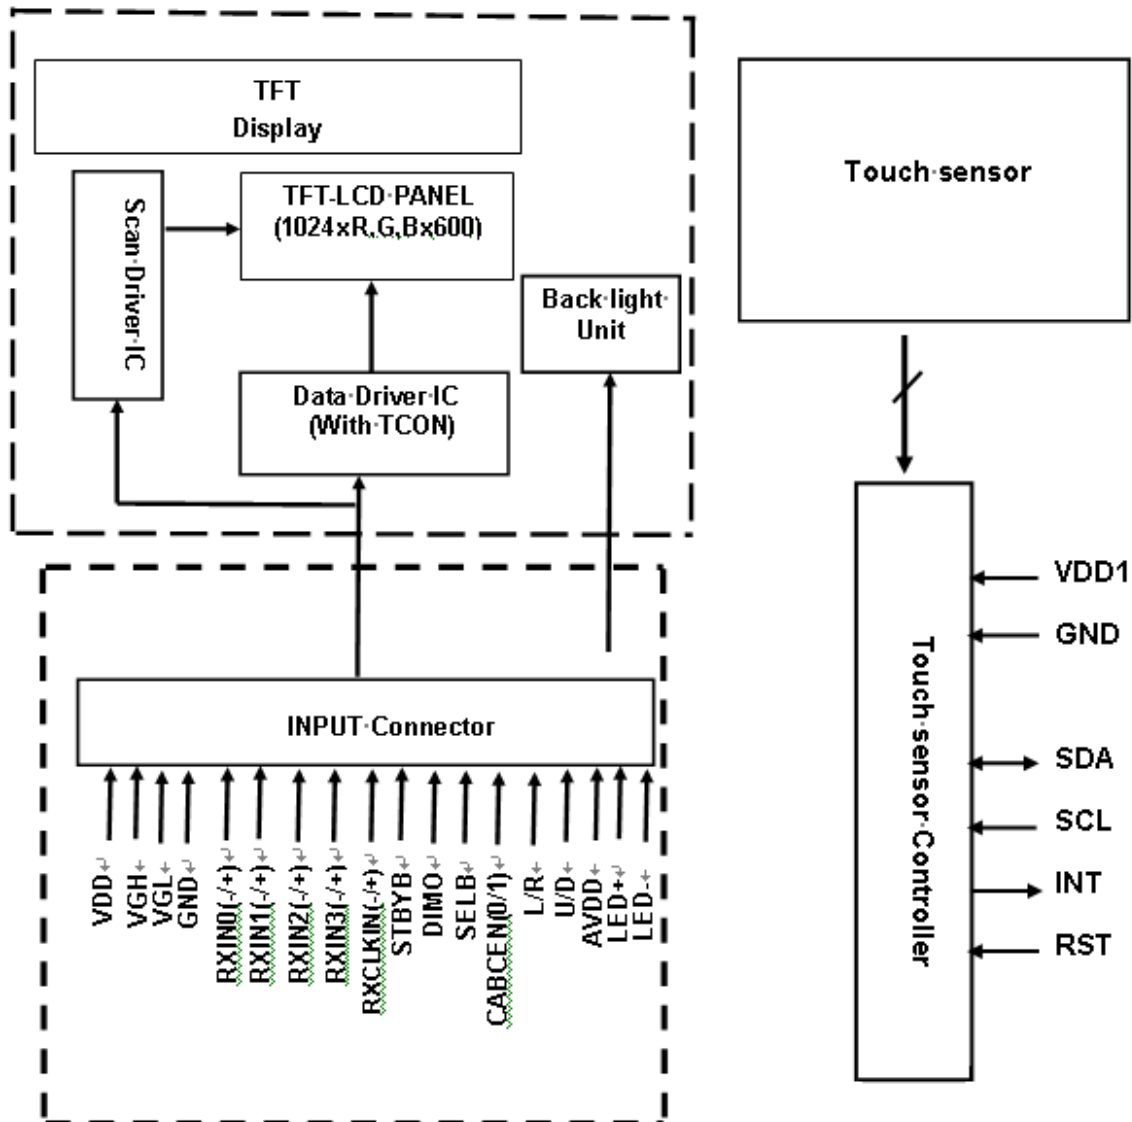 TFT
Display
Scan·Driver·IC
TFT-LCD·PANEL
(1024xR,G,Bx600)
Back·light·
Unit
Data·Driver·IC
(With·TCON)
INPUT·Connector
VDD↵
VGH↵
VGL↵
GND↵
RXIN0(-/+)↵
RXIN1(-/+)↵
RXIN2(-/+)↵
RXIN3(-/+)↵
RXCLKIN(-/+)↵
STBYB↵
DIMO↵
SELB↵
CABCEN(0/1)↵
L/R↵
U/D↵
AVDD↵
LED+↵
LED-↵
Touch·sensor
Touch·sensor·Controller
VDD1
GND
SDA
SCL
INT
RST